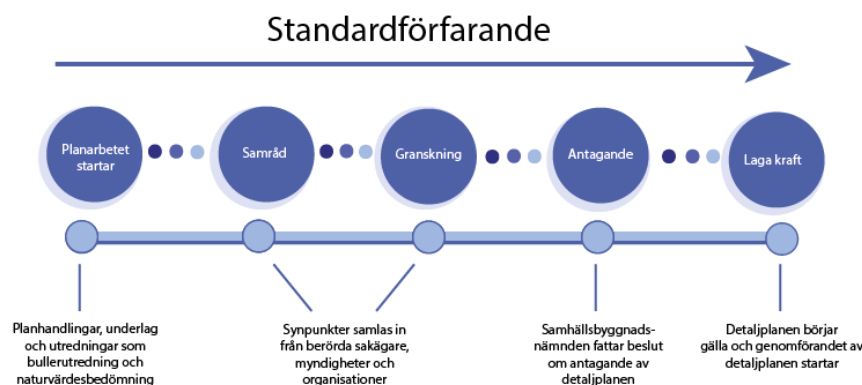 Standardförfarande
Planarbetet
startar
Samråd
Granskning
Antagande
Laga kraft
Planhandlingar, underlag
och utredningar som
bullerutredning och
naturvärdesbedömning
Synpunkter samlas in
från berörda sakägare,
myndigheter och
organisationer
Samhällsbyggnads-
nämnden fattar beslut
om antagande av
detaljplanen
Detaljplanen börjar
gälla och genomförandet av
detaljplanen startar